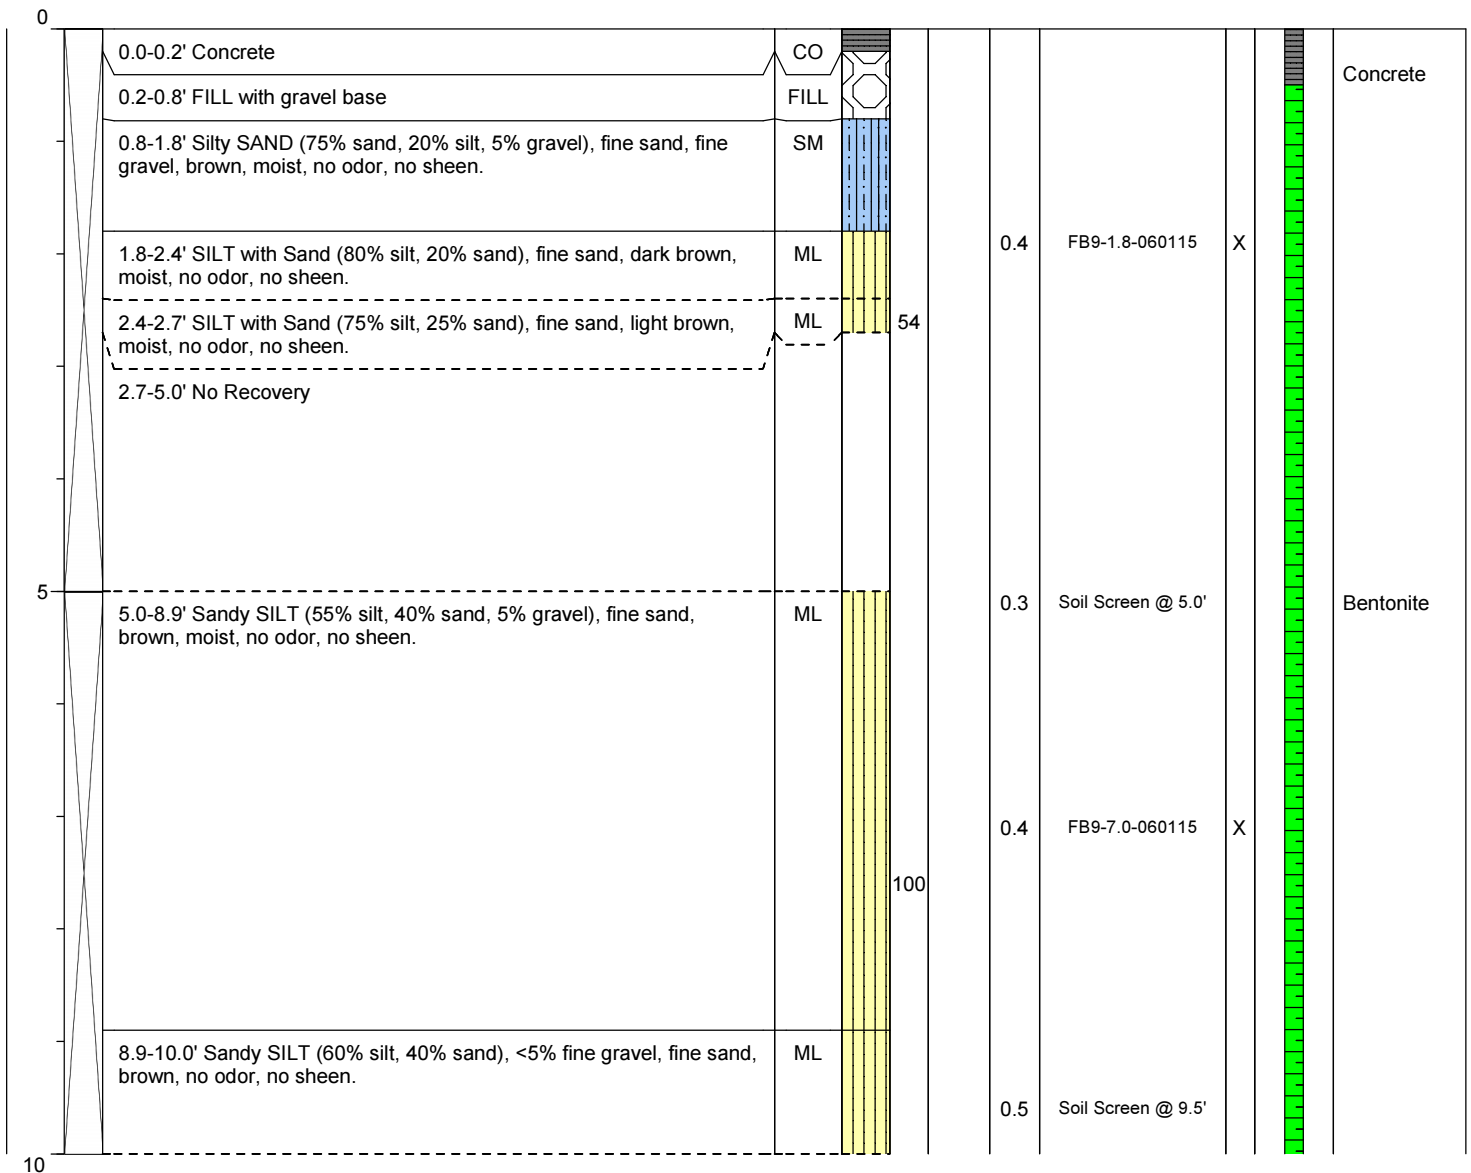 0
0.0-0.2' Concrete
CO
Concrete
0.2-0.8' FILL with gravel base
FILL
0.8-1.8' Silty SAND (75% sand, 20% silt, 5% gravel), fine sand, fine
gravel, brown, moist, no odor, no sheen.
SM
1.8-2.4' SILT with Sand (80% silt, 20% sand), fine sand, dark brown,
moist, no odor, no sheen.
ML
0.4
FB9-1.8-060115
X
2.4-2.7' SILT with Sand (75% silt, 25% sand), fine sand, light brown,
moist, no odor, no sheen.
ML
54
2.7-5.0' No Recovery
5
5.0-8.9' Sandy SILT (55% silt, 40% sand, 5% gravel), fine sand,
brown, moist, no odor, no sheen.
ML
0.3
Soil Screen @ 5.0'
Bentonite
0.4
FB9-7.0-060115
X
100
8.9-10.0' Sandy SILT (60% silt, 40% sand), <5% fine gravel, fine sand,
brown, no odor, no sheen.
ML
0.5
Soil Screen @ 9.5'
10